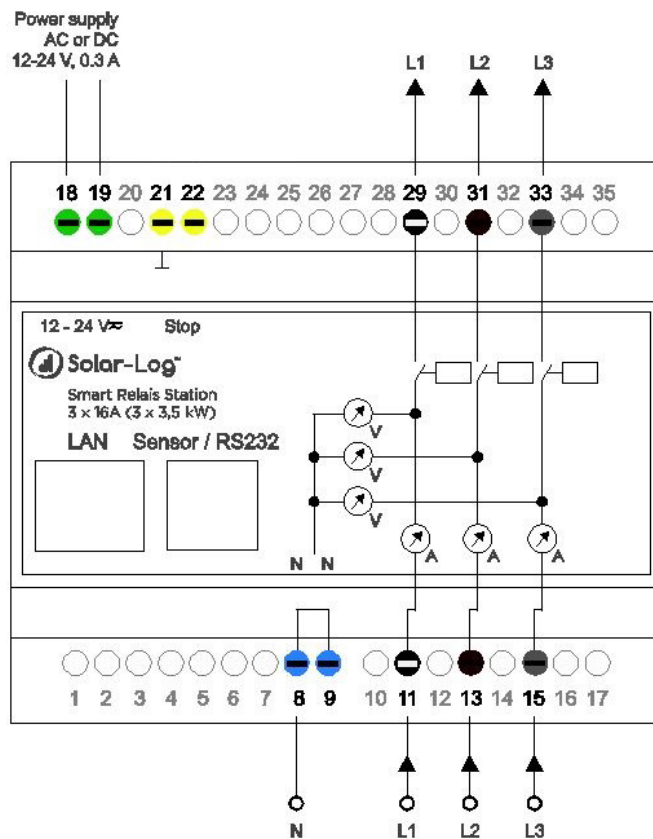 Power supply
AC or DC
12-24 V, 0.3 A
L1 L2 L3
18 19 20 21 22 23 24 25 26 27 28 29 30 31 32 33 34 35
12 - 24 V Stop
Solar-Log™
Smart Relais Station
3 x 16A (3 x 3,5 kW)
LAN Sensor / RS232
V
V
V
A A A
N N
1 2 3 4 5 6 7 8 9 10 11 12 13 14 15 16 17
N L1 L2 L3